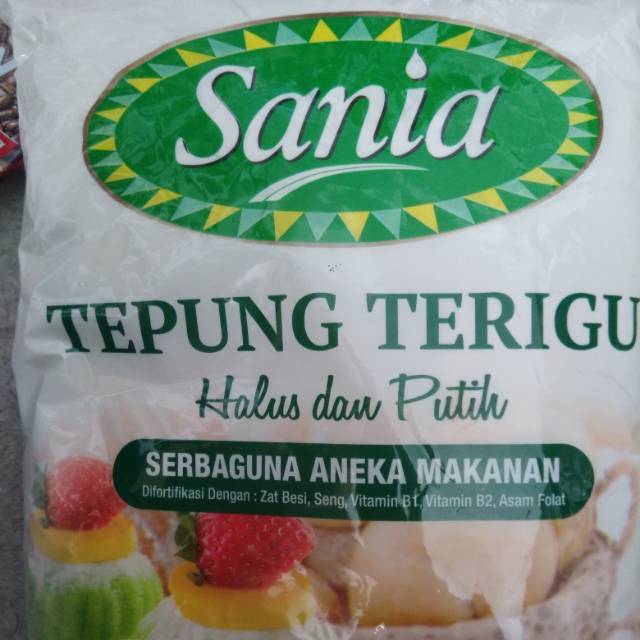 Sania
TEPUNG TERIGU
Halus dan Putih
SERBAGUNA ANEKA MAKANAN
Difortifikasi Dengan : Zat Besi, Seng, Vitamin B1, Vitamin B2, Asam Folat